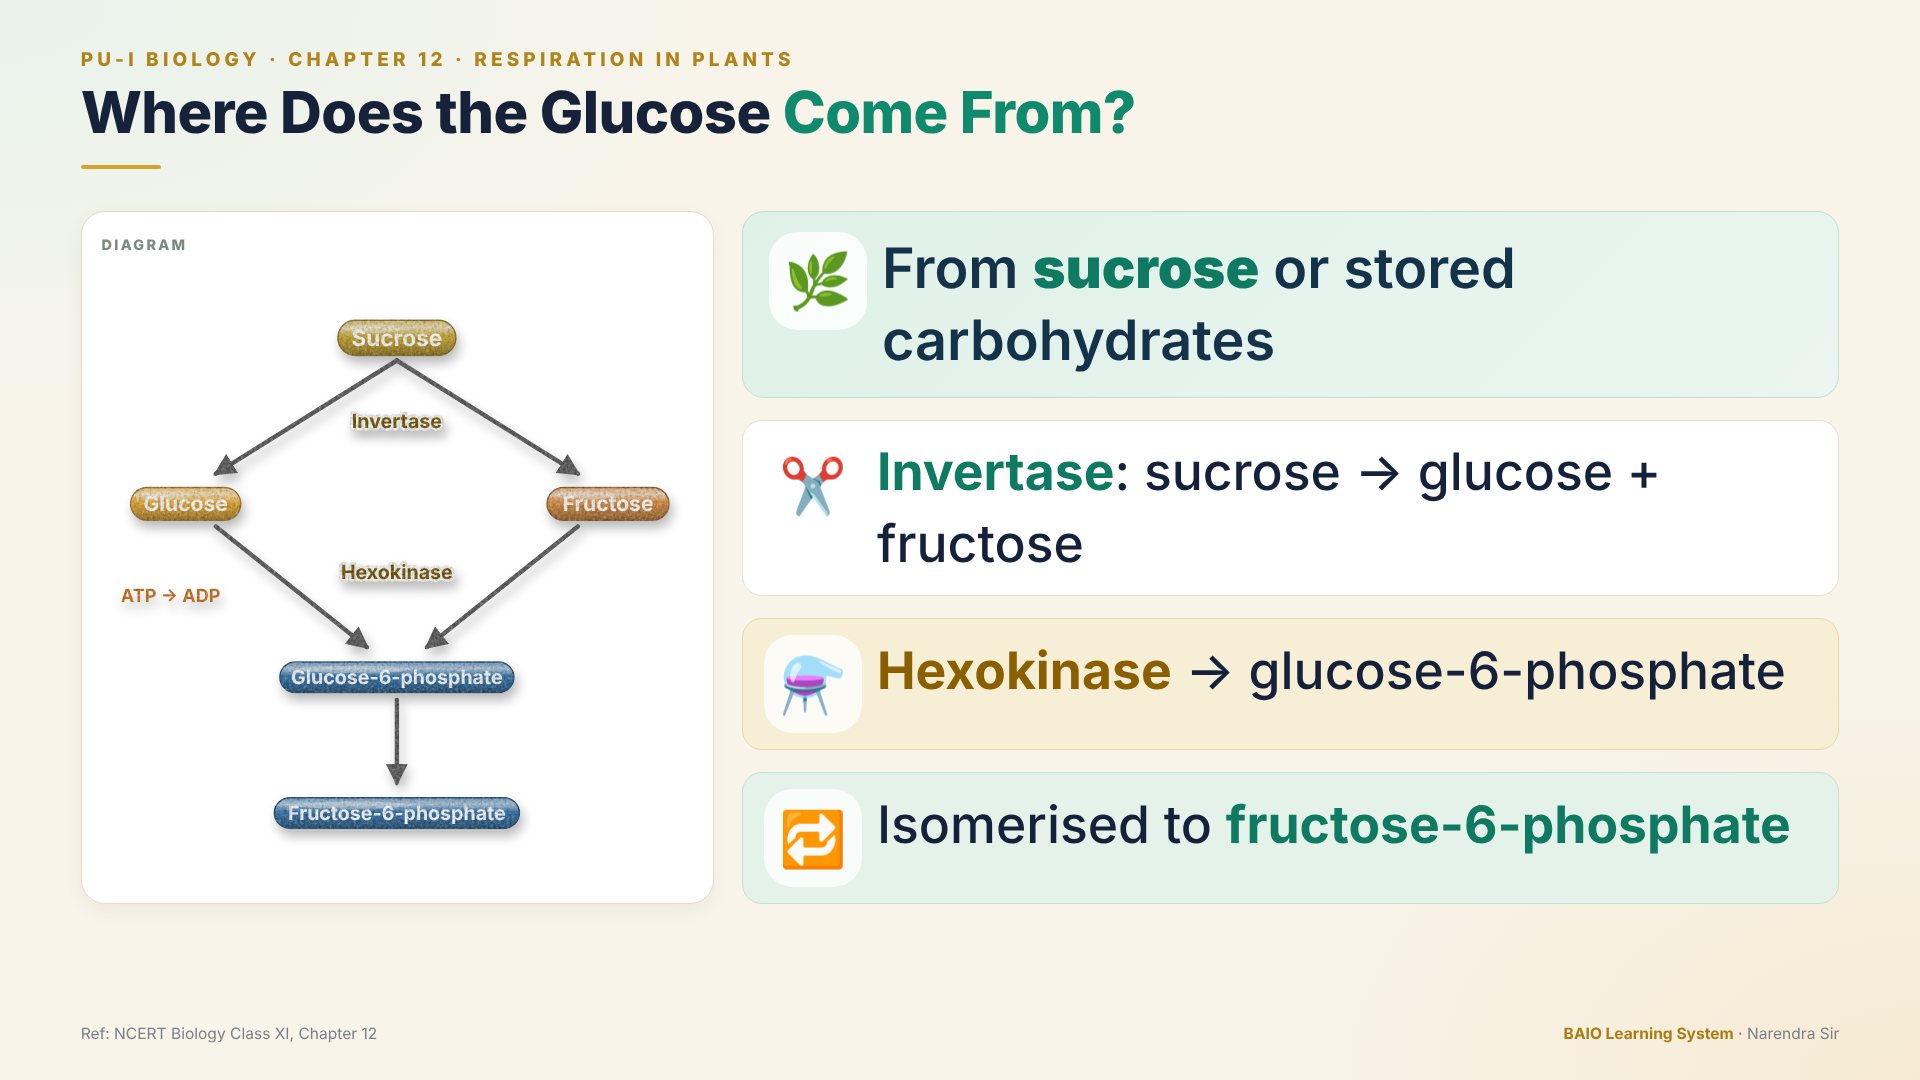 PU-I BIOLOGY · CHAPTER 12 · RESPIRATION IN PLANTS
Where Does the Glucose Come From?
DIAGRAM
Sucrose
Invertase
Glucose
Fructose
Hexokinase
ATP → ADP
Glucose-6-phosphate
Fructose-6-phosphate
From sucrose or stored
carbohydrates
Invertase: sucrose → glucose +
fructose
Hexokinase → glucose-6-phosphate
Isomerised to fructose-6-phosphate
Ref: NCERT Biology Class XI, Chapter 12
BAIO Learning System · Narendra Sir